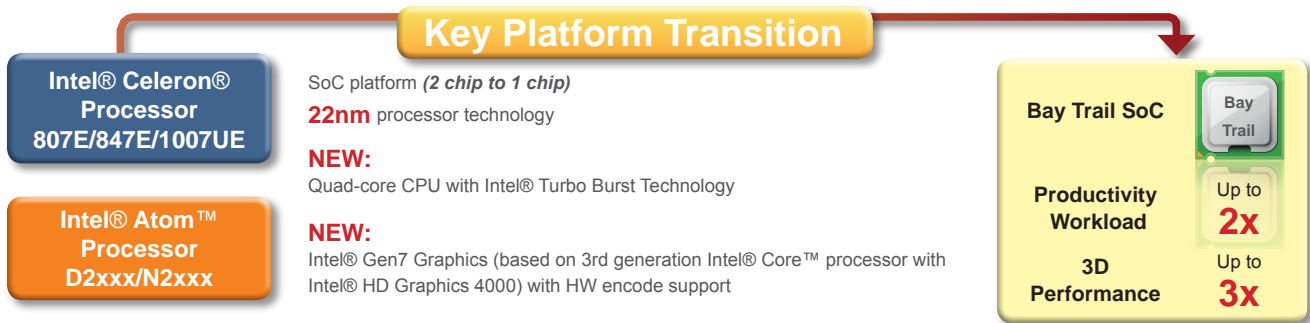 Key Platform Transition
Intel® Celeron®
Processor
807E/847E/1007UE
Intel® Atom™
Processor
D2xxx/N2xxx
SoC platform (2 chip to 1 chip)
22nm processor technology
NEW:
Quad-core CPU with Intel® Turbo Burst Technology
NEW:
Intel® Gen7 Graphics (based on 3rd generation Intel® Core™ processor with
Intel® HD Graphics 4000) with HW encode support
Bay Trail SoC
Bay
Trail
Productivity
Workload
Up to
2x
3D
Performance
Up to
3x